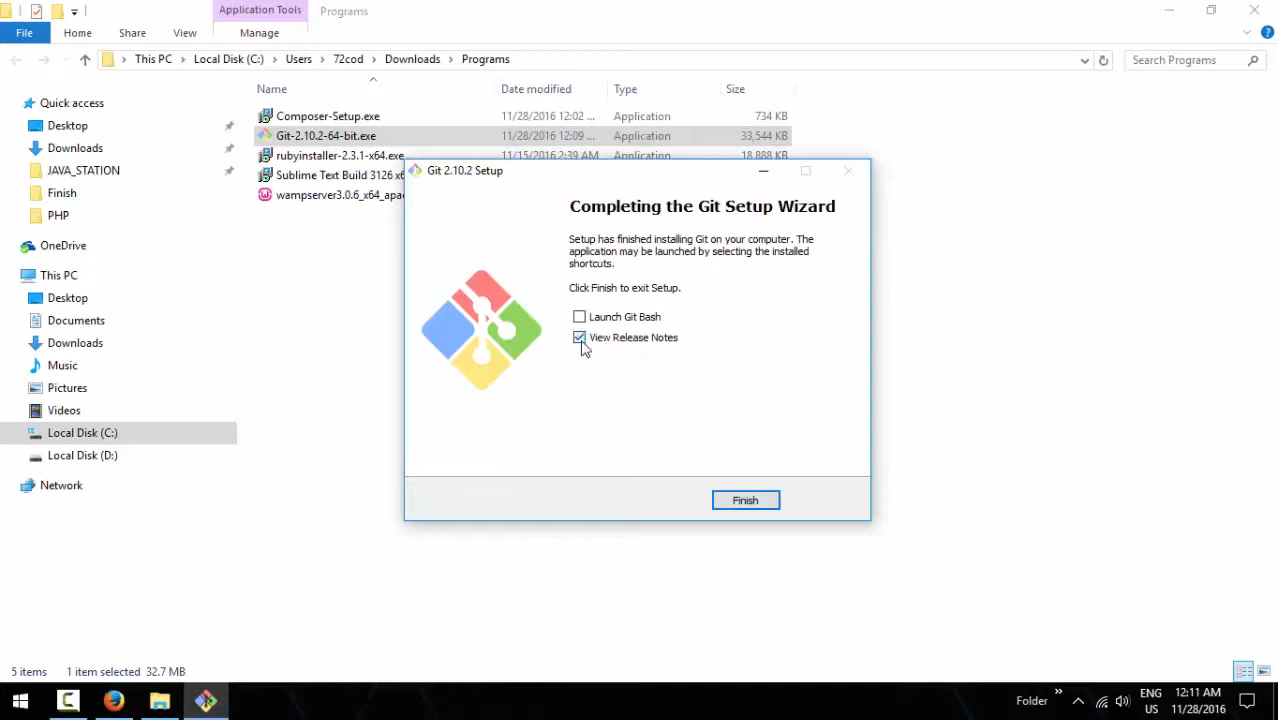 Application Tools
Programs
File
Home
Share
View
Manage
This PC
Local Disk (C:)
Users
72cod
Downloads
Programs
Search Programs
Name
Date modified
Type
Size
Quick access
Desktop
Downloads
JAVA_STATION
Finish
PHP
OneDrive
This PC
Desktop
Documents
Downloads
Music
Pictures
Videos
Local Disk (C:)
Local Disk (D:)
Network
Composer-Setup.exe 11/28/2016 12:02 ... Application 734 KB
Git-2.10.2-64-bit.exe 11/28/2016 12:09 ... Application 33,544 KB
rubyinstaller-2.3.1-x64.exe 11/15/2016 2:39 AM Application 18,888 KB
Sublime Text Build 3126 x6
wampserver3.0.6_x64_apa
Git 2.10.2 Setup
Completing the Git Setup Wizard
Setup has finished installing Git on your computer. The
application may be launched by selecting the installed
shortcuts.
Click Finish to exit Setup.
Launch Git Bash
View Release Notes
Finish
5 items 1 item selected 32.7 MB
Folder
ENG
US
12:11 AM
11/28/2016